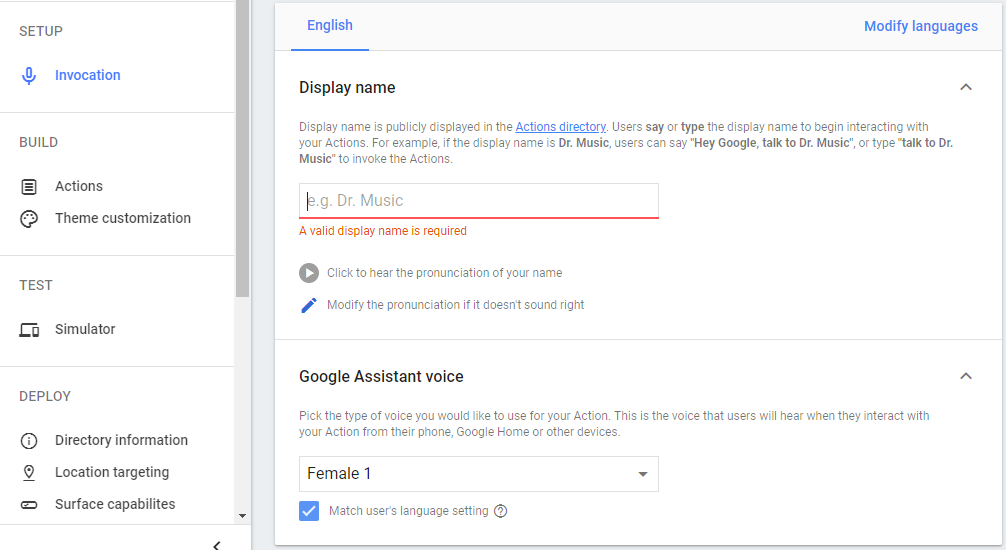 SETUP
Invocation
BUILD
Actions
Theme customization
TEST
Simulator
DEPLOY
Directory information
Location targeting
Surface capabilites
English
Modify languages
Display name
Display name is publicly displayed in the Actions directory. Users say or type the display name to begin interacting with
your Actions. For example, if the display name is Dr. Music, users can say "Hey Google, talk to Dr. Music", or type "talk to Dr.
Music" to invoke the Actions.
e.g. Dr. Music
A valid display name is required
Click to hear the pronunciation of your name
Modify the pronunciation if it doesn't sound right
Google Assistant voice
Pick the type of voice you would like to use for your Action. This is the voice that users will hear when they interact with
your Action from their phone, Google Home or other devices.
Female 1
Match user's language setting